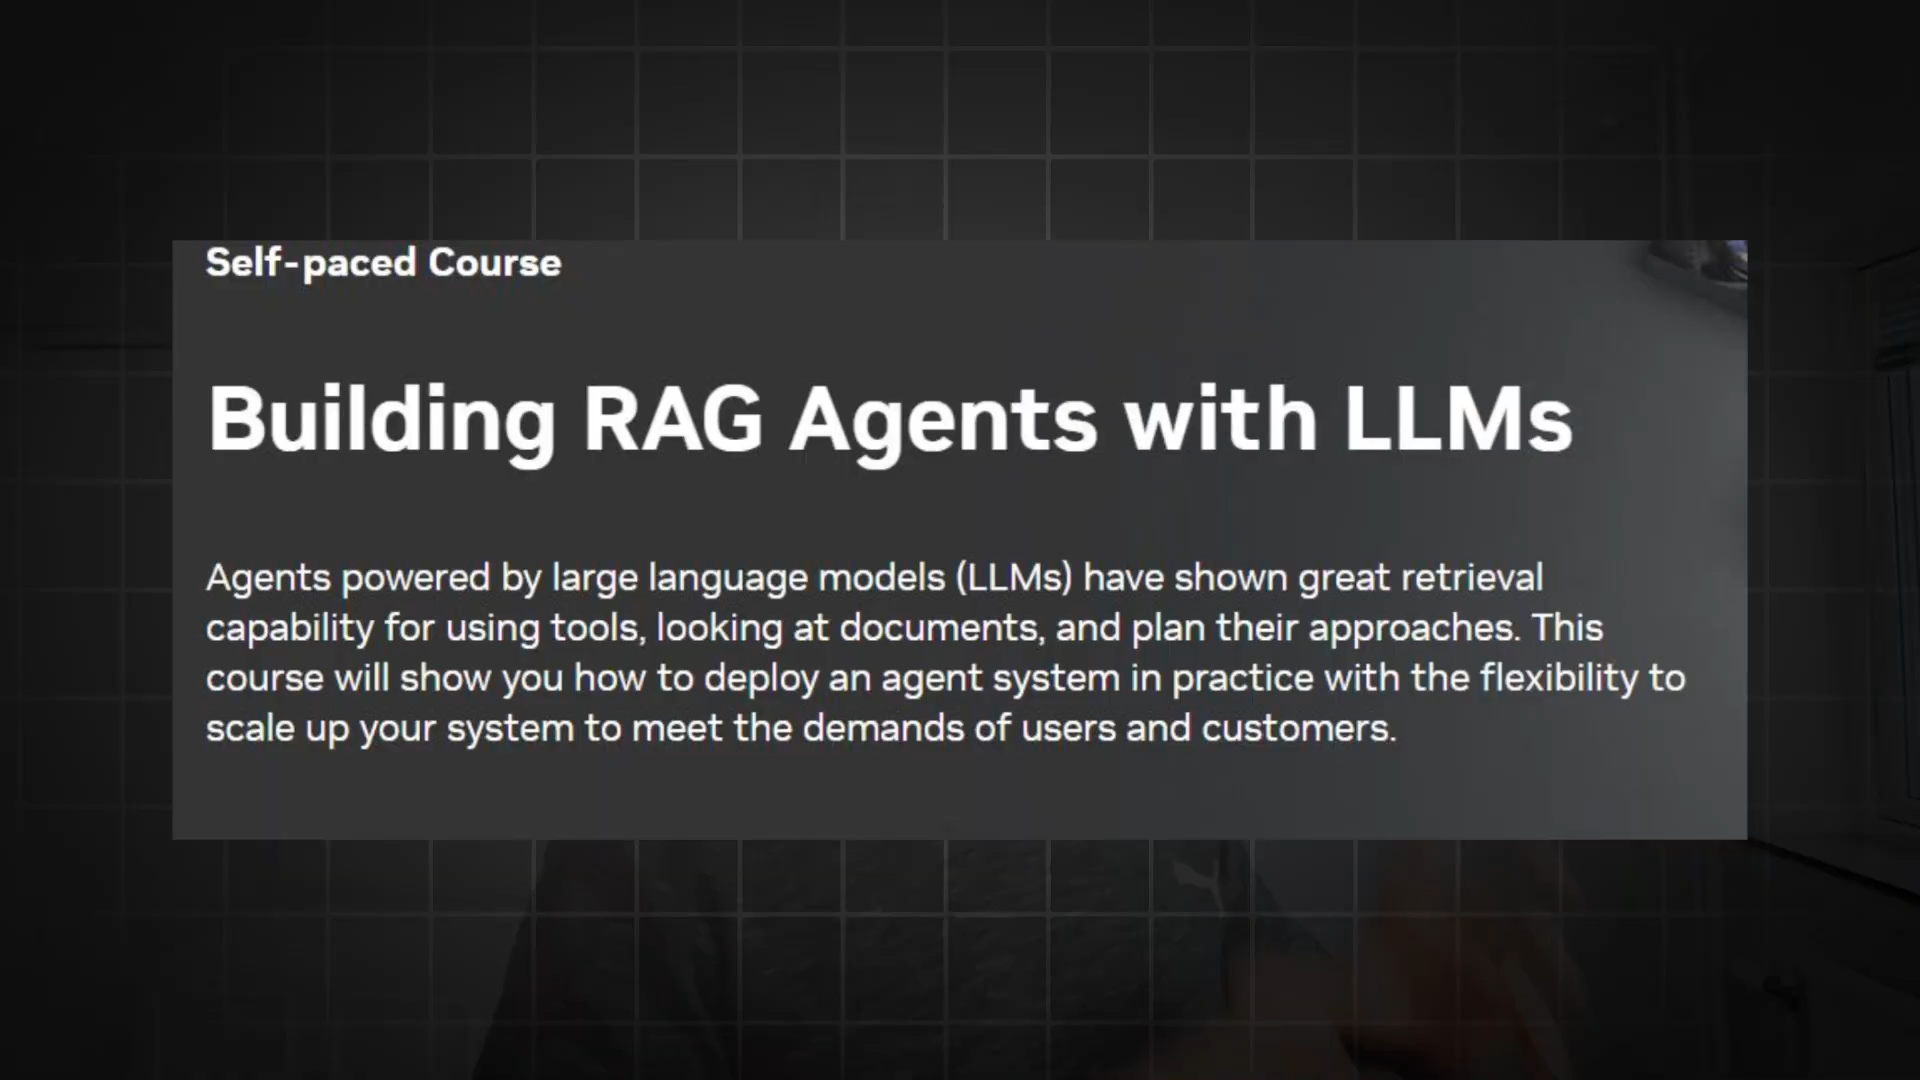 Self-paced Course
Building RAG Agents with LLMs
Agents powered by large language models (LLMs) have shown great retrieval
capability for using tools, looking at documents, and plan their approaches. This
course will show you how to deploy an agent system in practice with the flexibility to
scale up your system to meet the demands of users and customers.